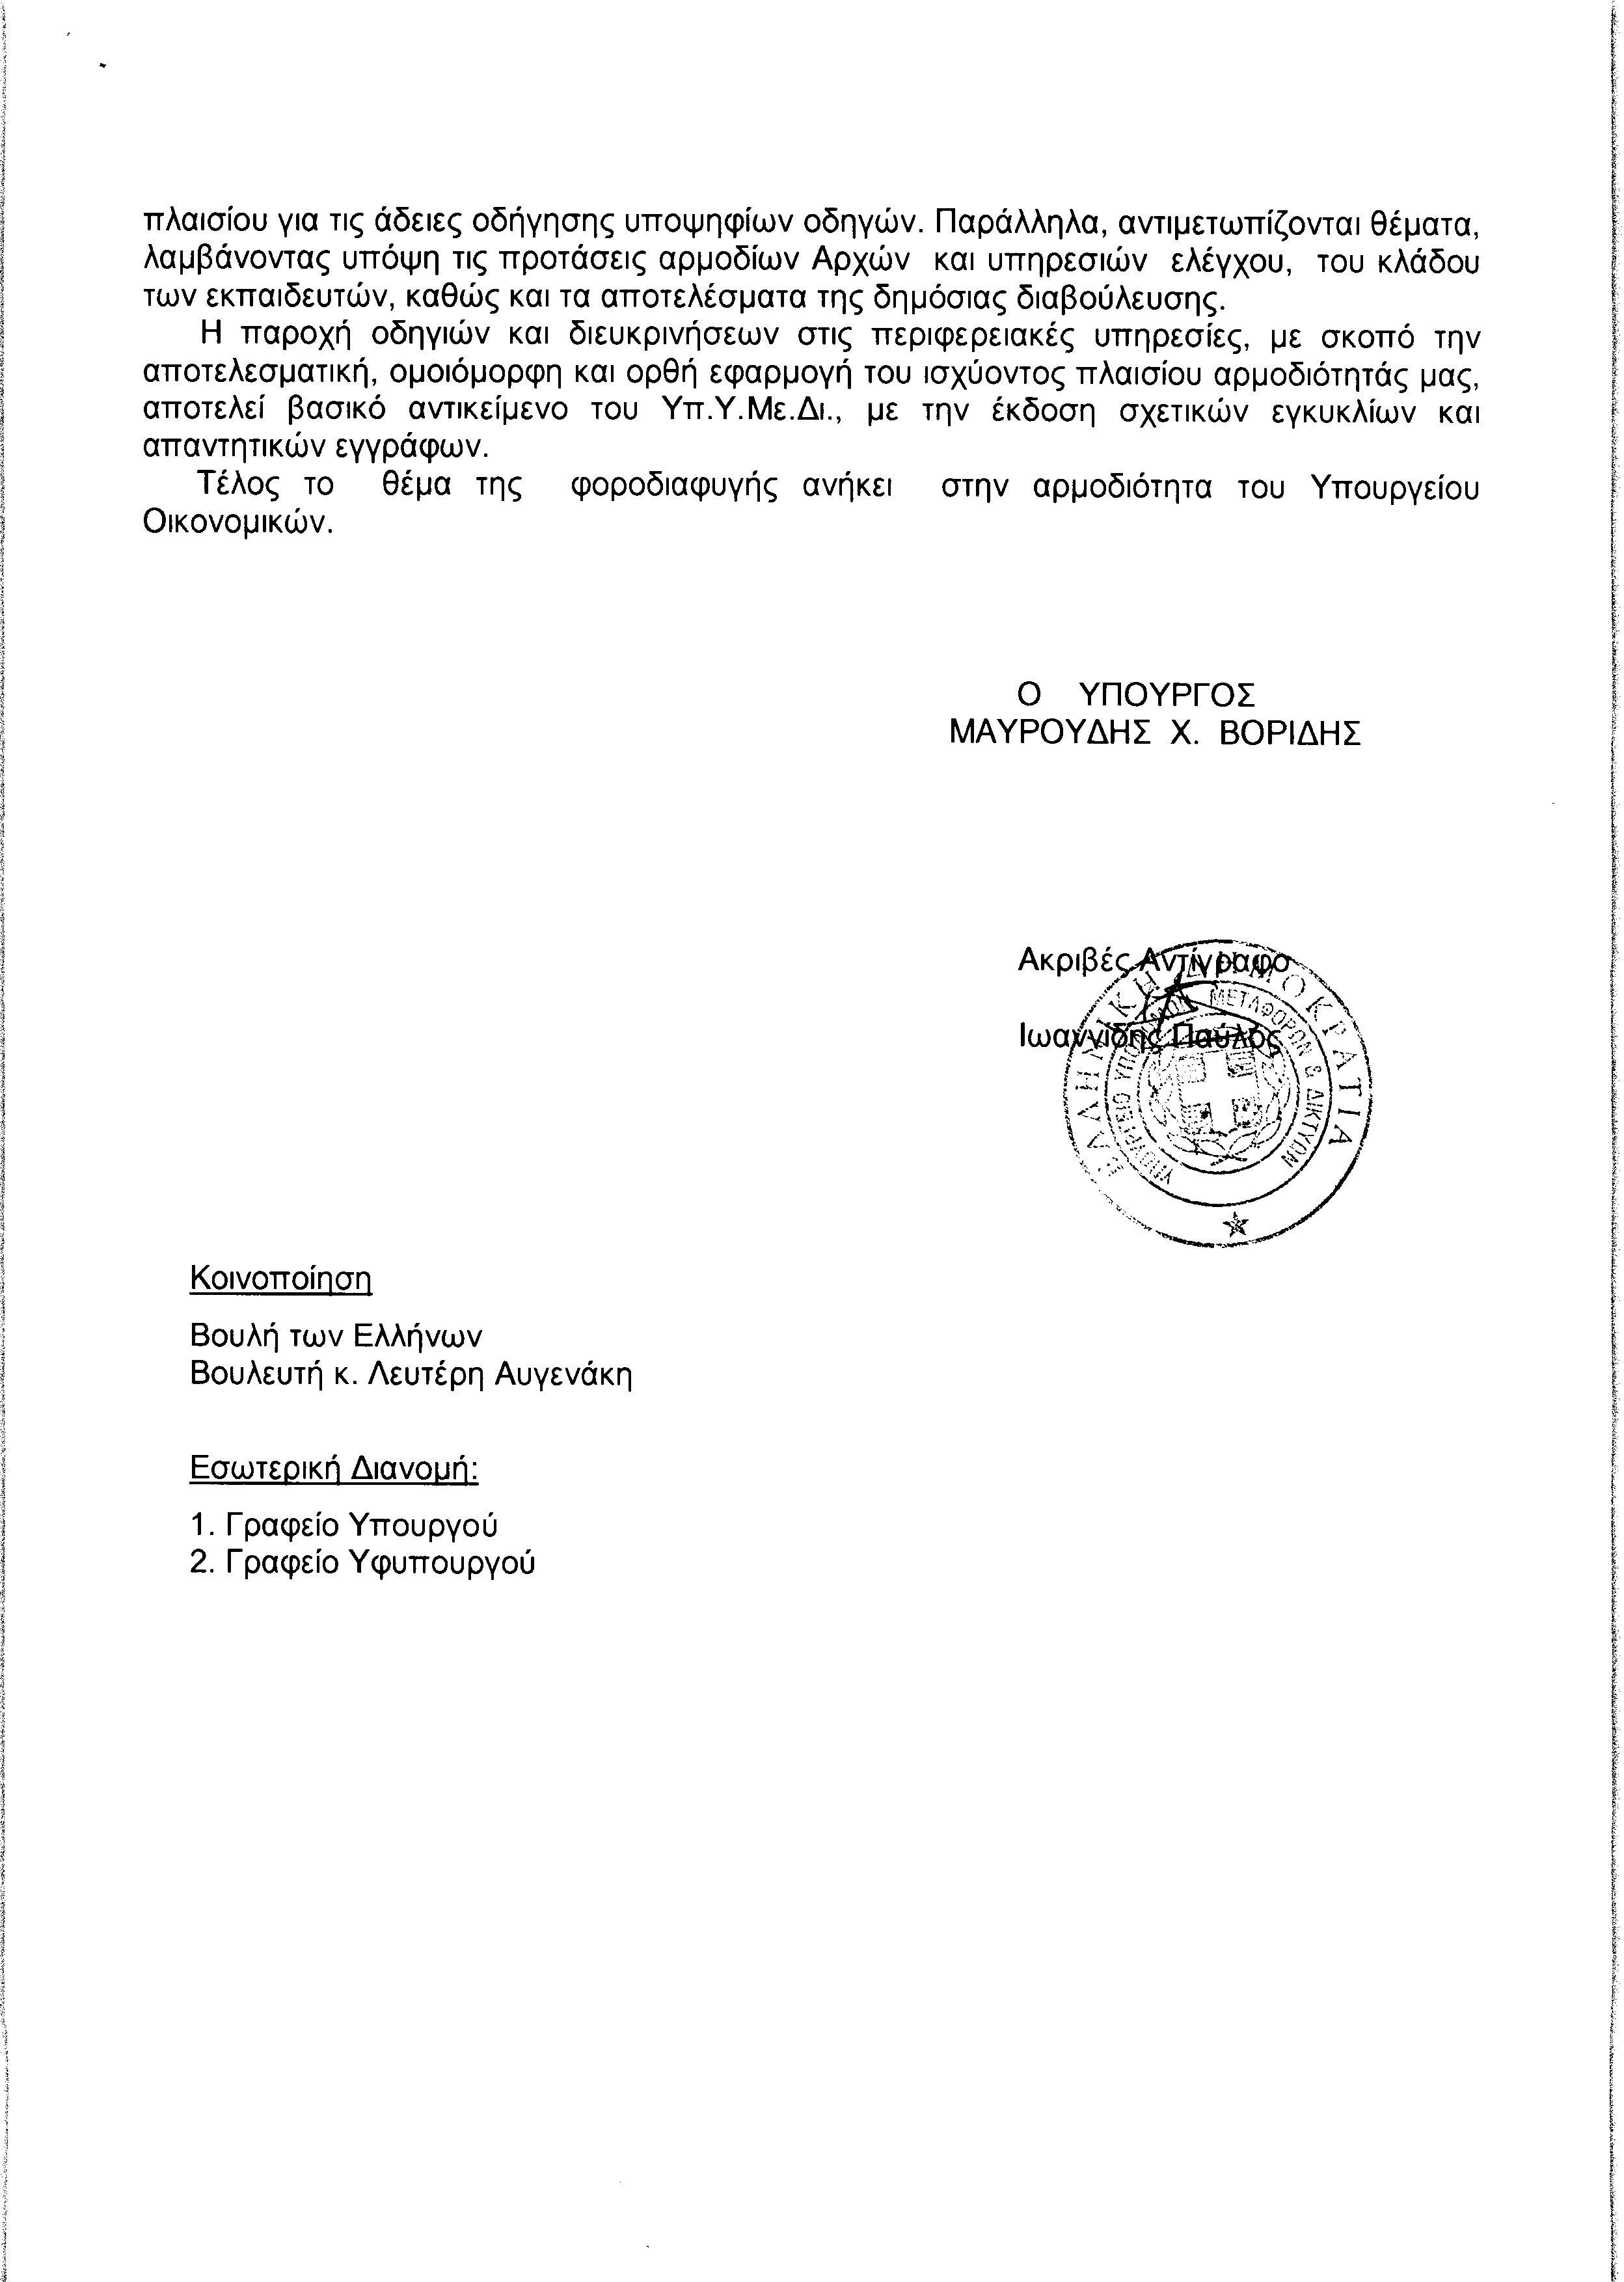 πλαισίου για τις άδειες οδήγησης υποψηφίων οδηγών. Παράλληλα, αντιμετωπίζονται θέματα,
λαμβάνοντας υπόψη τις προτάσεις αρμοδίων Αρχών και υπηρεσιών ελέγχου, του κλάδου
των εκπαιδευτών, καθώς και τα αποτελέσματα της δημόσιας διαβούλευσης.
Η παροχή οδηγιών και διευκρινήσεων στις περιφερειακές υπηρεσίες, με σκοπό την
αποτελεσματική, ομοιόμορφη και ορθή εφαρμογή του ισχύοντος πλαισίου αρμοδιότητάς μας,
αποτελεί βασικό αντικείμενο του Υπ.Υ.Με.Δι., με την έκδοση σχετικών εγκυκλίων και
απαντητικών εγγράφων.
Τέλος το θέμα της φοροδιαφυγής ανήκει στην αρμοδιότητα του Υπουργείου
Οικονομικών.
Ο ΥΠΟΥΡΓΟΣ
ΜΑΥΡΟΥΔΗΣ Χ. ΒΟΡΙΔΗΣ
Ακριβές Αντίγραφο
Ιωαννίδης Παύλος
ΕΛΛΗΝΙΚΗ ΔΗΜΟΚΡΑΤΙΑ
ΥΠΟΥΡΓΕΙΟ ΥΠΟΔΟΜΩΝ ΜΕΤΑΦΟΡΩΝ & ΔΙΚΤΥΩΝ
Κοινοποίηση
Βουλή των Ελλήνων
Βουλευτή κ. Λευτέρη Αυγενάκη
Εσωτερική Διανομή:
1. Γραφείο Υπουργού
2. Γραφείο Υφυπουργού